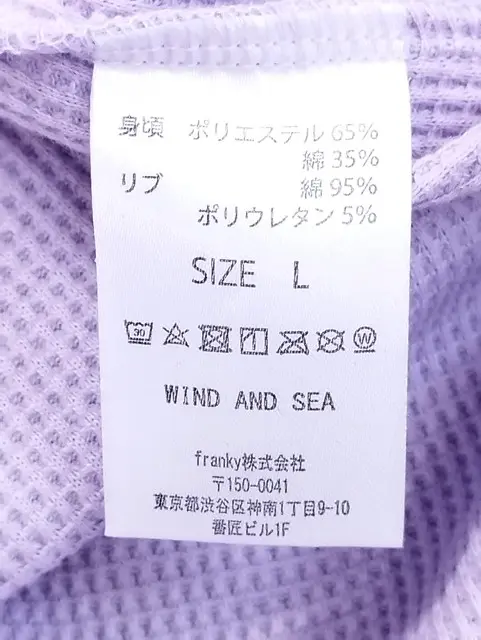 身頃 ポリエステル 65%
綿 35%
リブ 綿 95%
ポリウレタン 5%
SIZE L
30 W
WIND AND SEA
franky株式会社
〒150-0041
東京都渋谷区神南1丁目9-10
番匠ビル1F